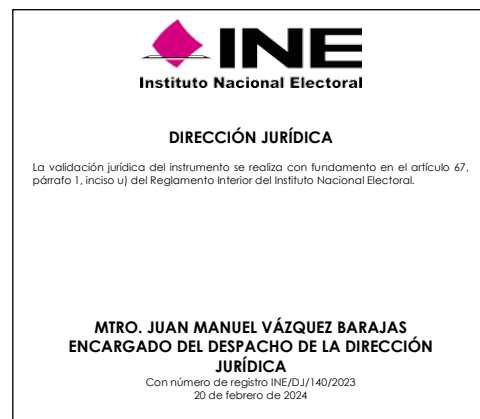 INE
Instituto Nacional Electoral
DIRECCIÓN JURÍDICA
La validación jurídica del instrumento se realiza con fundamento en el artículo 67,
párrafo 1, inciso u) del Reglamento Interior del Instituto Nacional Electoral.
MTRO. JUAN MANUEL VÁZQUEZ BARAJAS
ENCARGADO DEL DESPACHO DE LA DIRECCIÓN
JURÍDICA
Con número de registro INE/DJ/140/2023
20 de febrero de 2024